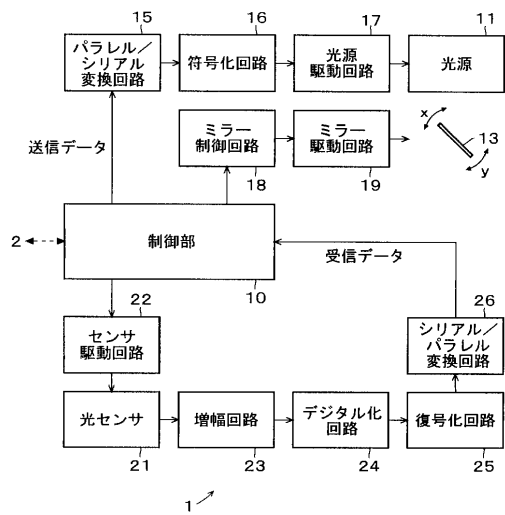 15
16
17
11
パラレル／
シリアル
変換回路
符号化回路
光源
駆動回路
光源
送信データ
ミラー
制御回路
ミラー
駆動回路
x
13
y
18
19
2
制御部
受信データ
10
22
26
センサ
駆動回路
シリアル／
パラレル
変換回路
光センサ
増幅回路
デジタル化
回路
復号化回路
21
23
24
25
1